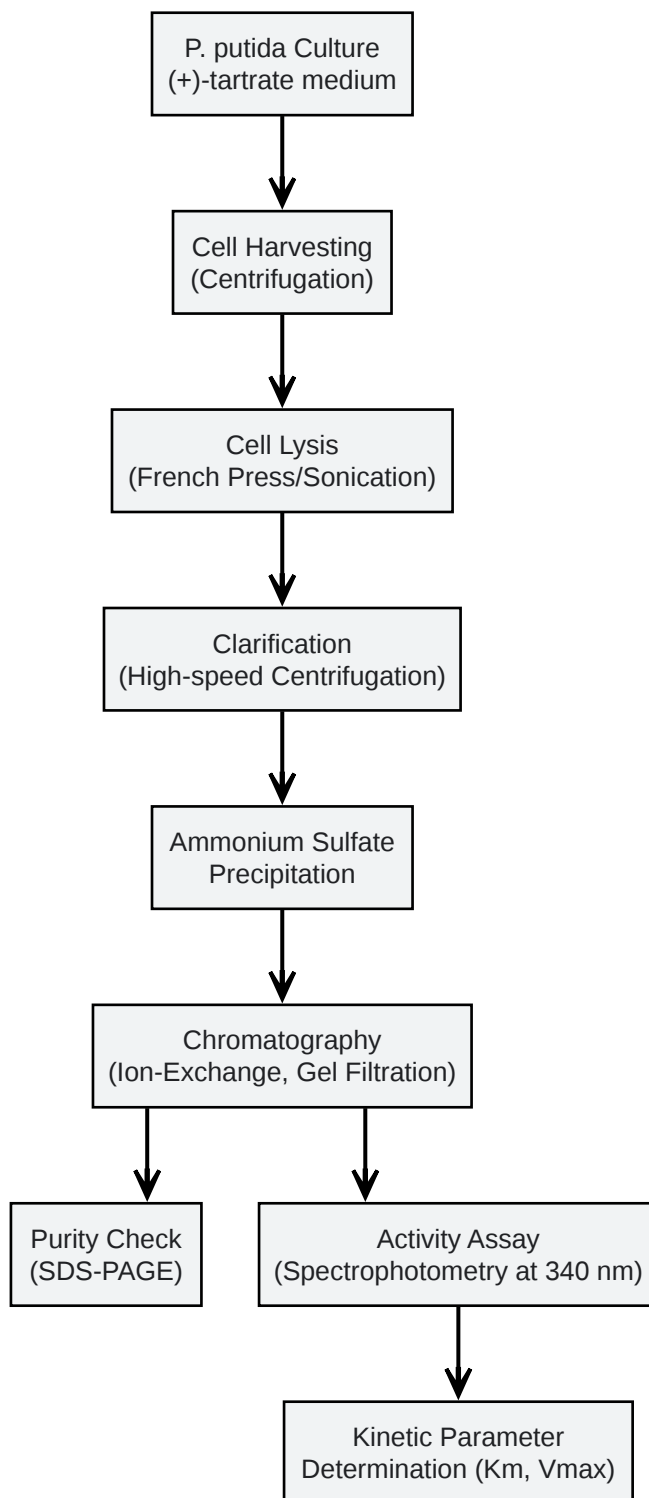 P. putida Culture
(+)-tartrate medium
Cell Harvesting
(Centrifugation)
Cell Lysis
(French Press/Sonication)
Clarification
(High-speed Centrifugation)
Ammonium Sulfate
Precipitation
Chromatography
(Ion-Exchange, Gel Filtration)
Purity Check
(SDS-PAGE)
Activity Assay
(Spectrophotometry at 340 nm)
Kinetic Parameter
Determination (Km, Vmax)